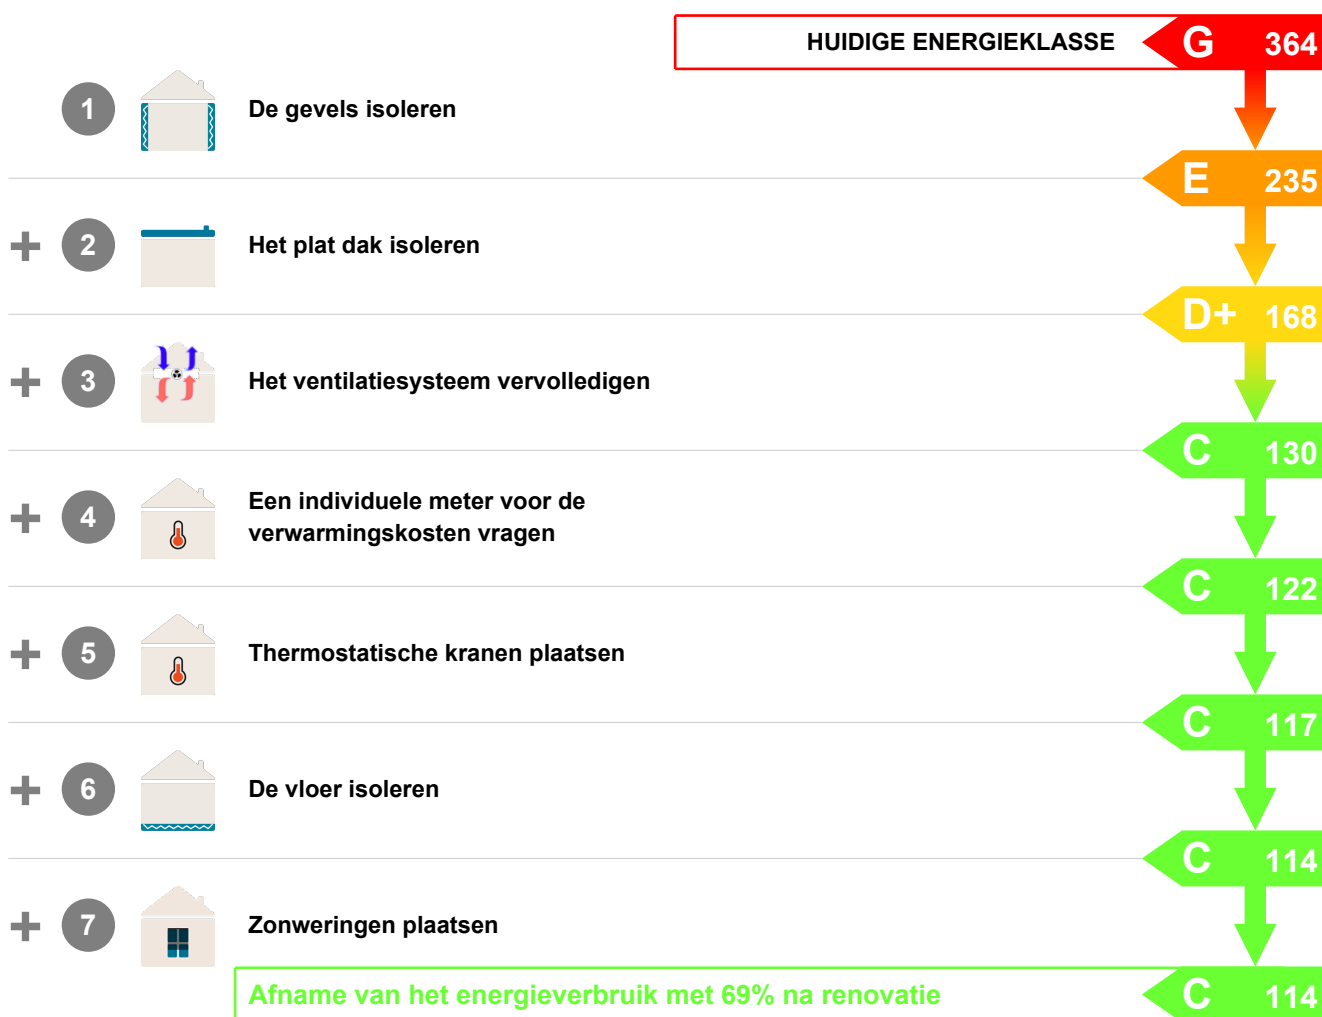 HUIDIGE ENERGIEKLASSE G 364
1 De gevels isoleren
E 235
+ 2 Het plat dak isoleren
D+ 168
+ 3 Het ventilatiesysteem vervolledigen
C 130
+ 4 Een individuele meter voor de
verwarmingskosten vragen
C 122
+ 5 Thermostatische kranen plaatsen
C 117
+ 6 De vloer isoleren
C 114
+ 7 Zonweringen plaatsen
Afname van het energieverbruik met 69% na renovatie C 114